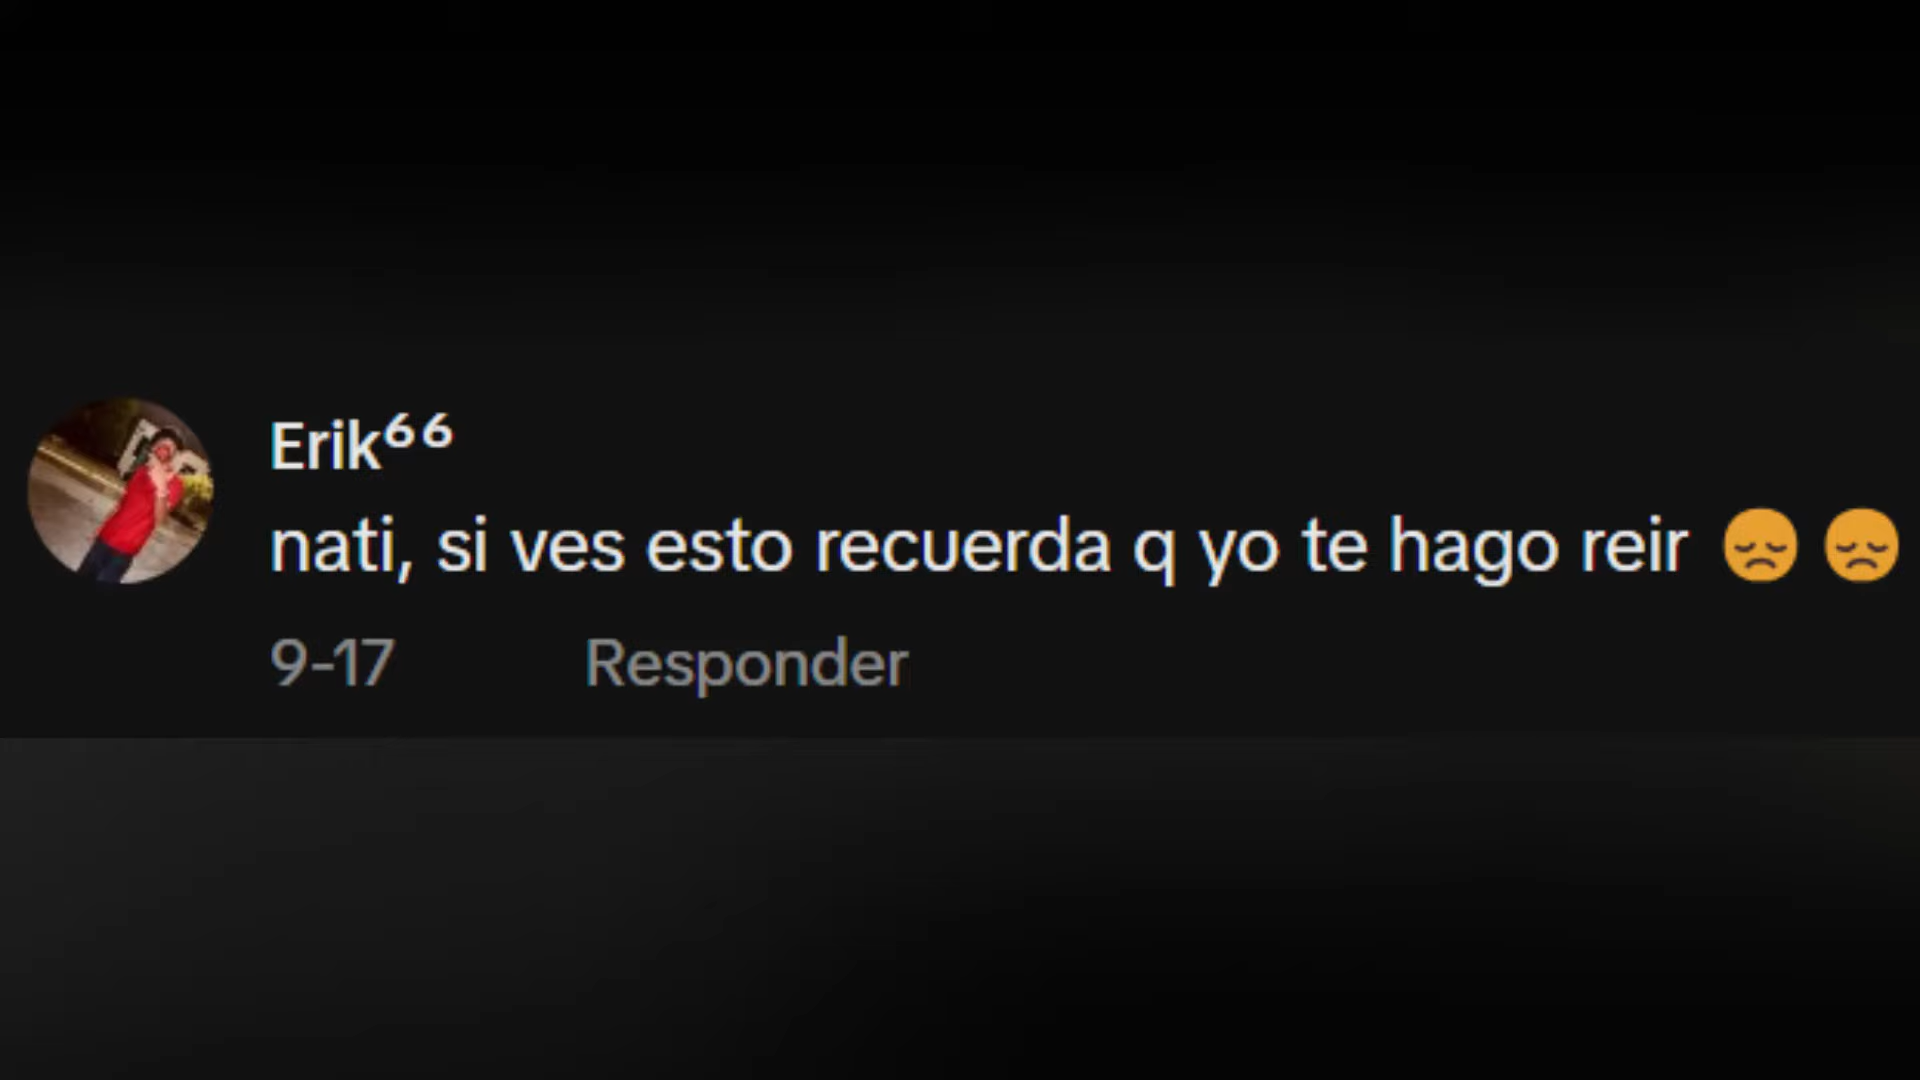 Erik⁶⁶
nati, si ves esto recuerda q yo te hago reir 😞😞
9-17 Responder